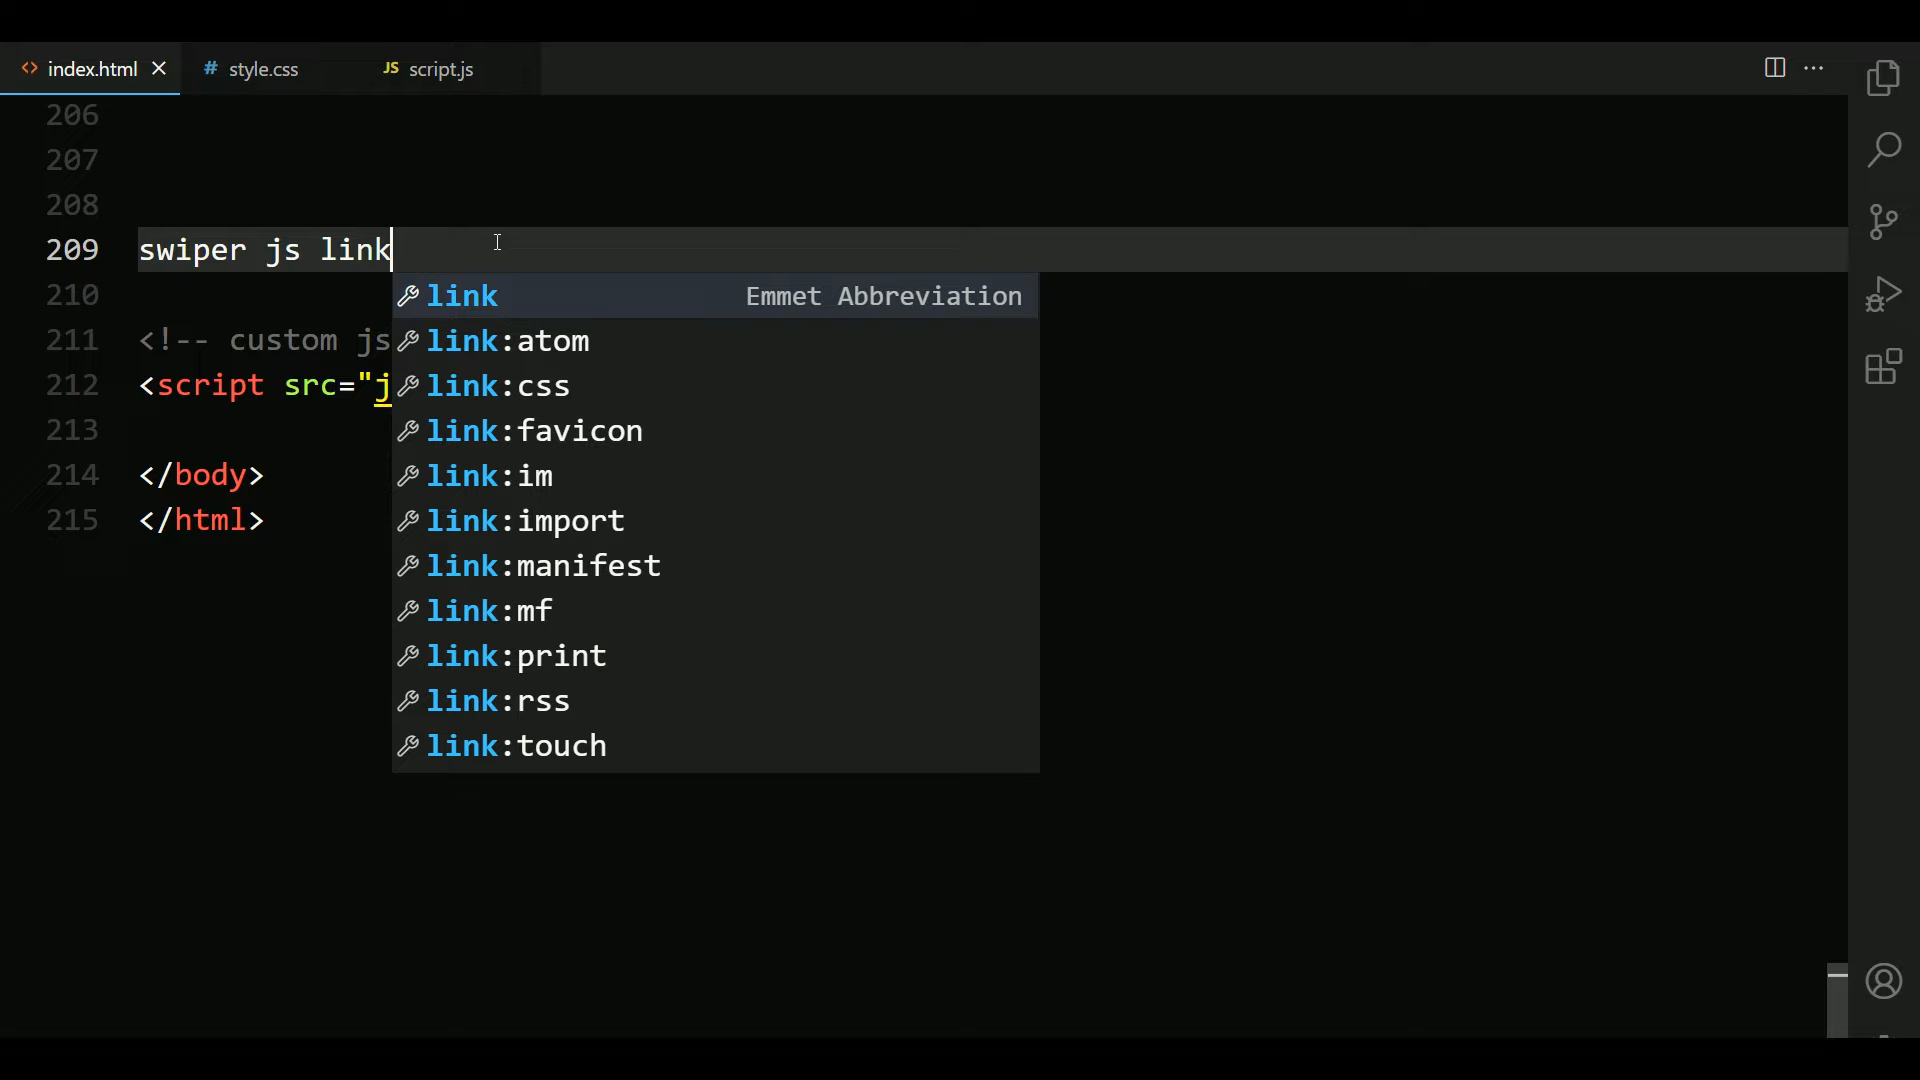 <> index.html × # style.css JS script.js
206
207
208
209 swiper js link
210 link Emmet Abbreviation
211 <!-- custom js link:atom
212 <script src="j link:css
213 link:favicon
214 </body> link:im
215 </html> link:import
link:manifest
link:mf
link:print
link:rss
link:touch